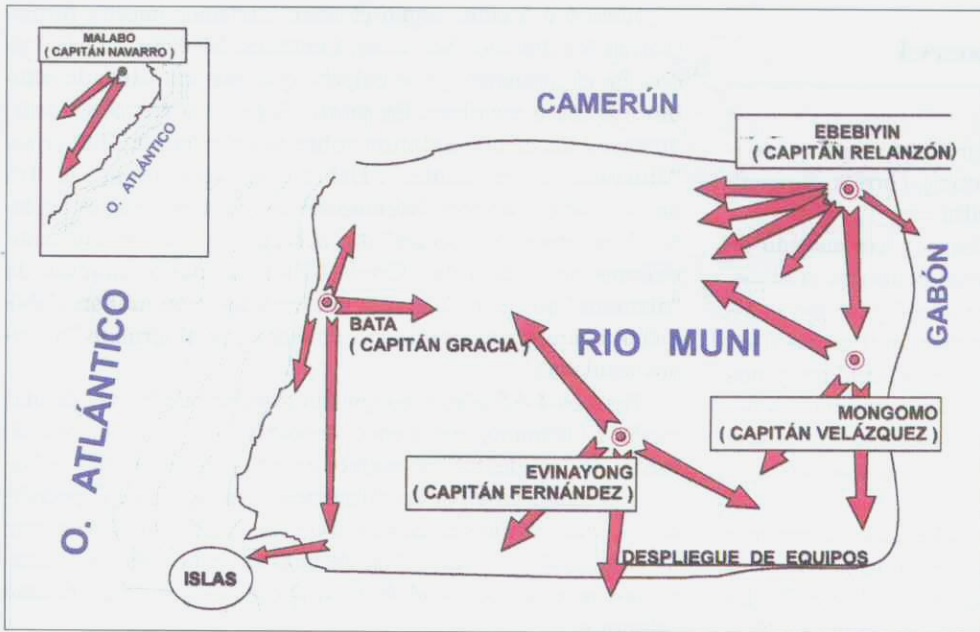 MALABO
( CAPITÁN NAVARRO )
O. ATLÁNTICO
CAMERÚN
EBEBIYIN
( CAPITÁN RELANZÓN)
GABÓN
O. ATLÁNTICO
BATA
( CAPITÁN GRACIA )
RIO MUNI
MONGOMO
( CAPITÁN VELÁZQUEZ )
EVINAYONG
( CAPITÁN FERNÁNDEZ )
DESPLIEGUE DE EQUIPOS
ISLAS